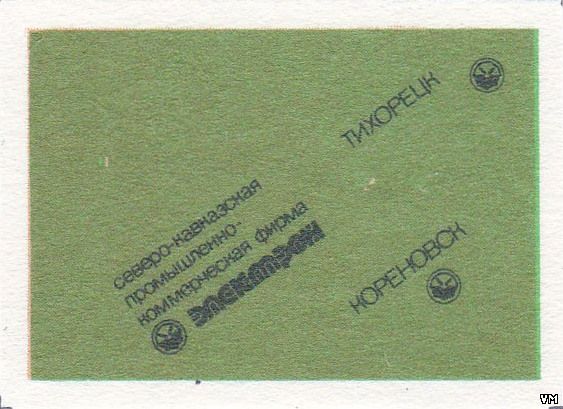 ТИХОРЕЦК
северо-кавказская
промышленно-
коммерческая фирма
электрон
КОРЕНОВСК
VM